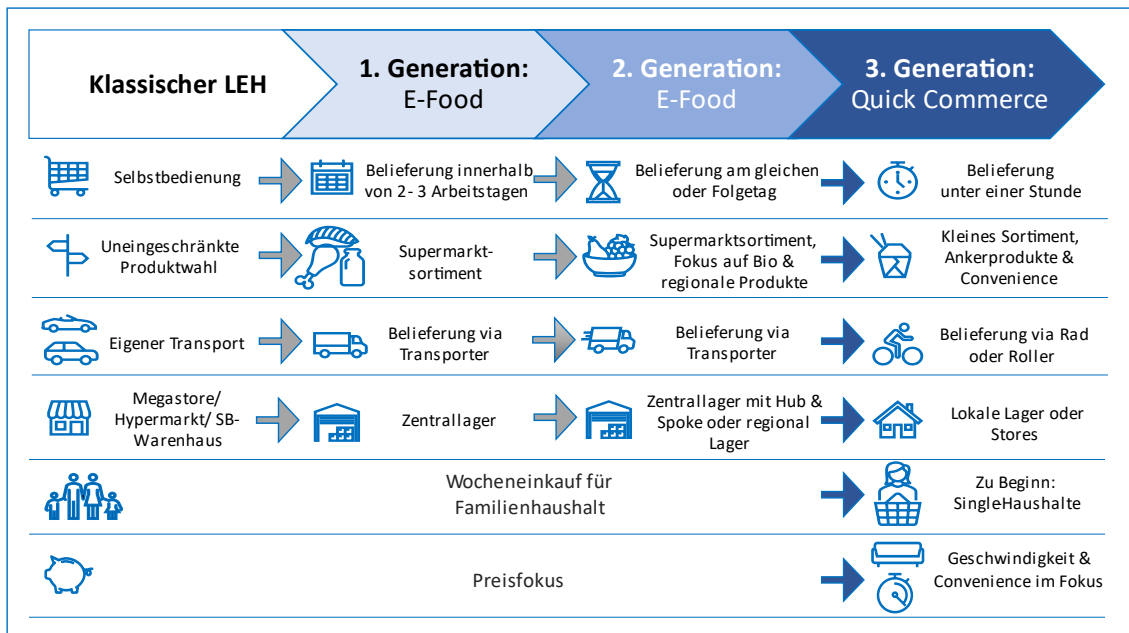 Klassischer LEH
1. Generation:
E-Food
2. Generation:
E-Food
3. Generation:
Quick Commerce
Selbstbedienung
Belieferung innerhalb
von 2- 3 Arbeitstagen
Belieferung am gleichen
oder Folgetag
Belieferung
unter einer Stunde
Uneingeschränkte
Produktwahl
Supermarkt-
sortiment
Supermarktsortiment,
Fokus auf Bio &
regionale Produkte
Kleines Sortiment,
Ankerprodukte &
Convenience
Eigener Transport
Belieferung via
Transporter
Belieferung via
Transporter
Belieferung via Rad
oder Roller
Megastore/
Hypermarkt/ SB-
Warenhaus
Zentrallager
Zentrallager mit Hub &
Spoke oder regional
Lager
Lokale Lager oder
Stores
Wocheneinkauf für
Familienhaushalt
Zu Beginn:
SingleHaushalte
Preisfokus
Geschwindigkeit &
Convenience im Fokus